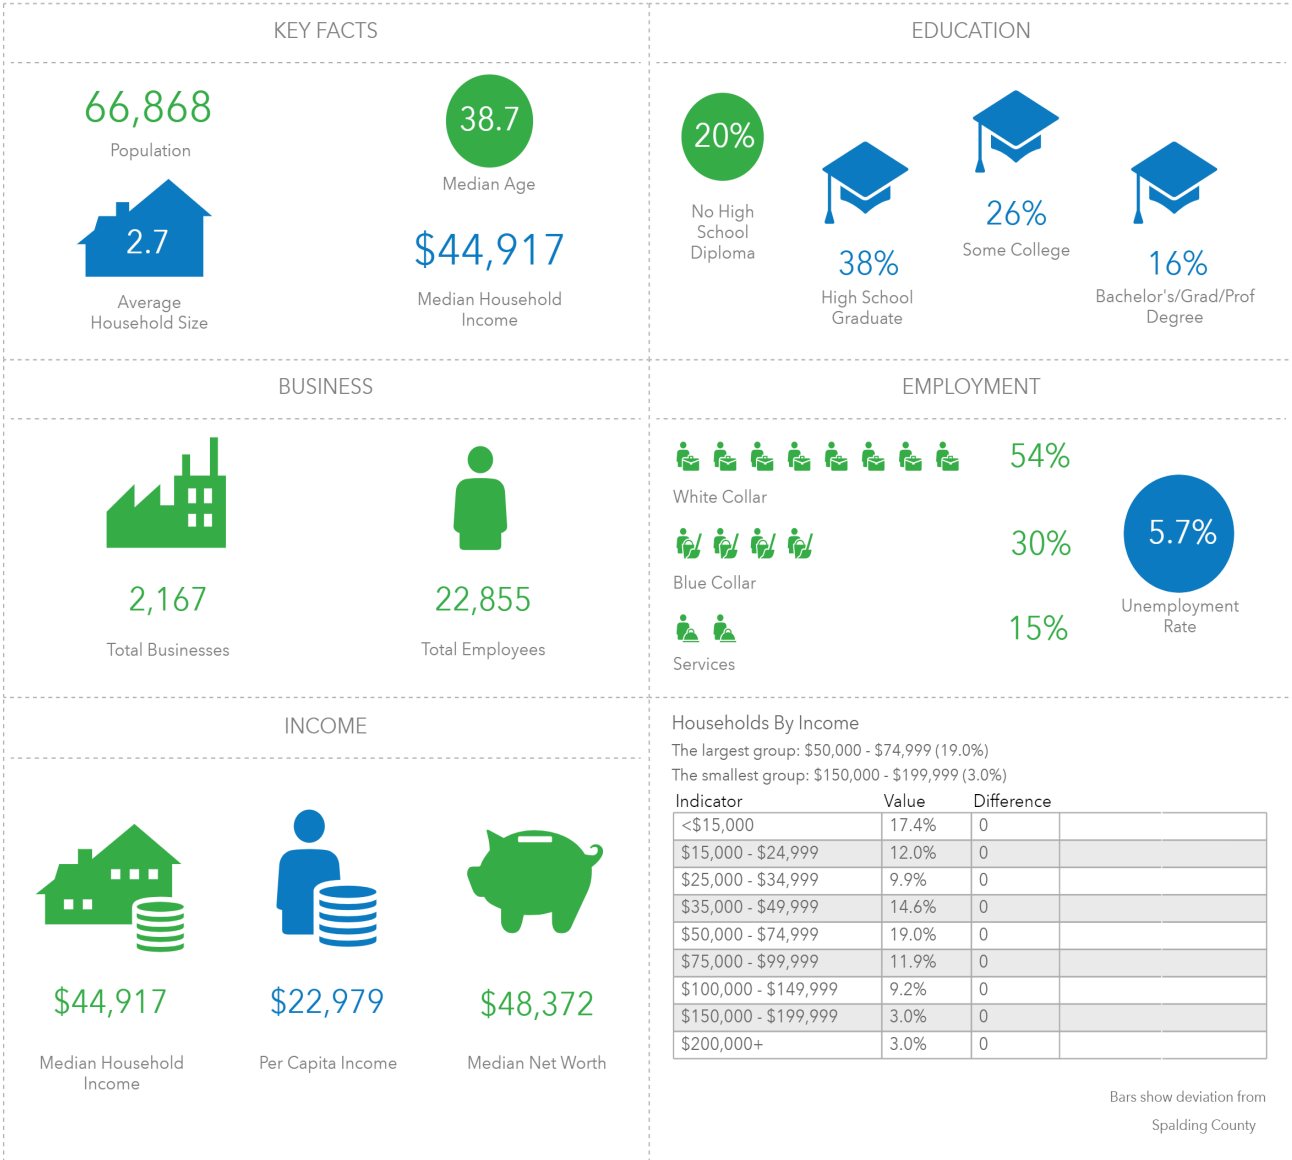 KEY FACTS
66,868
Population
38.7
Median Age
2.7
Average
Household Size
$44,917
Median Household
Income
EDUCATION
20%
No High
School
Diploma
38%
High School
Graduate
26%
Some College
16%
Bachelor's/Grad/Prof
Degree
BUSINESS
2,167
Total Businesses
22,855
Total Employees
EMPLOYMENT
54%
White Collar
30%
Blue Collar
15%
Services
5.7%
Unemployment
Rate
INCOME
$44,917
Median Household
Income
$22,979
Per Capita Income
$48,372
Median Net Worth
Households By Income
The largest group: $50,000 - $74,999 (19.0%)
The smallest group: $150,000 - $199,999 (3.0%)
Indicator Value Difference
<$15,000 17.4% 0
$15,000 - $24,999 12.0% 0
$25,000 - $34,999 9.9% 0
$35,000 - $49,999 14.6% 0
$50,000 - $74,999 19.0% 0
$75,000 - $99,999 11.9% 0
$100,000 - $149,999 9.2% 0
$150,000 - $199,999 3.0% 0
$200,000+ 3.0% 0
Bars show deviation from
Spalding County